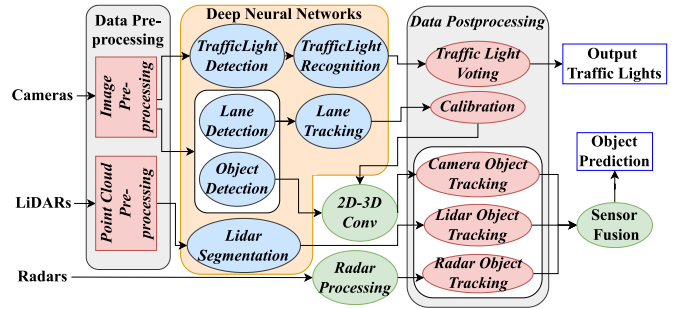 Data Pre-
processing
Deep Neural Networks
Data Postprocessing
Cameras
Image
Pre-
processing
TrafficLight
Detection
TrafficLight
Recognition
Traffic Light
Voting
Output
Traffic Lights
Lane
Detection
Lane
Tracking
Calibration
Object
Detection
LiDARs
Point Cloud
Pre-
processing
2D-3D
Conv
Camera Object
Tracking
Object
Prediction
Lidar
Segmentation
Lidar Object
Tracking
Sensor
Fusion
Radars
Radar
Processing
Radar Object
Tracking